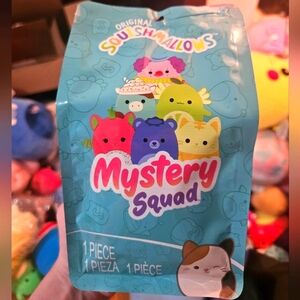 ORIGINAL
SQUISHMALLOWS
Mystery
Squad
1 PIECE
1 PIEZA 1 PIÈCE